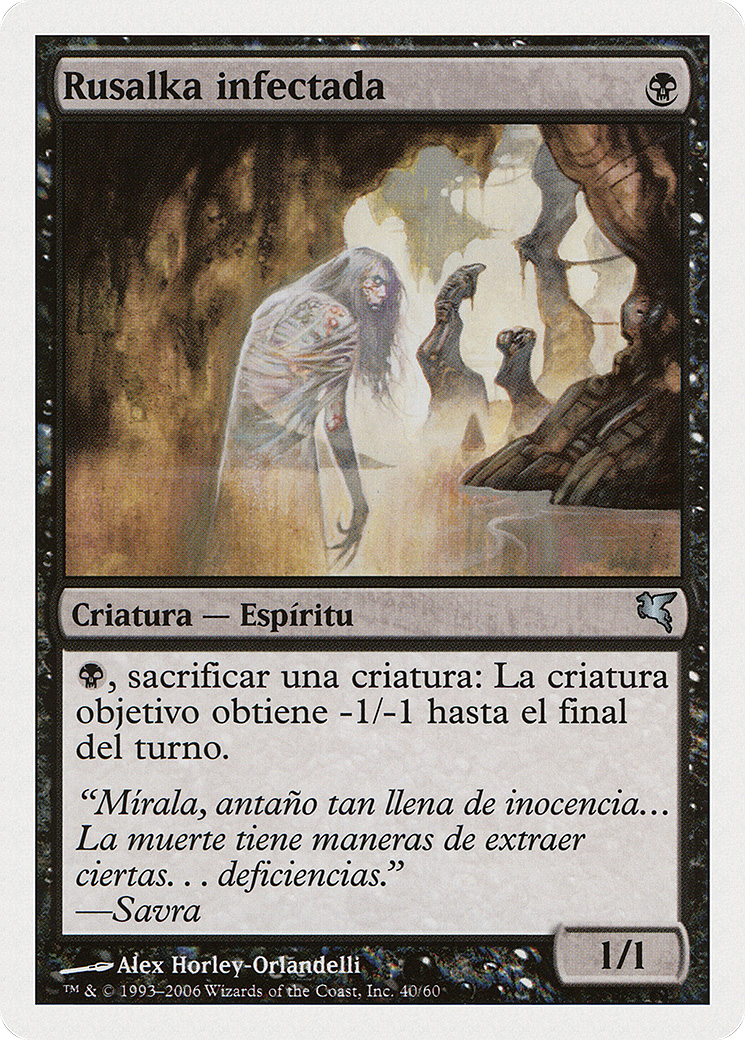 Rusalka infectada
Criatura — Espíritu
, sacrificar una criatura: La criatura
objetivo obtiene -1/-1 hasta el final
del turno.
“Mírala, antaño tan llena de inocencia...
La muerte tiene maneras de extraer
ciertas. . . deficiencias.”
—Savra
1/1
Alex Horley-Orlandelli
™ & © 1993–2006 Wizards of the Coast, Inc. 40/60